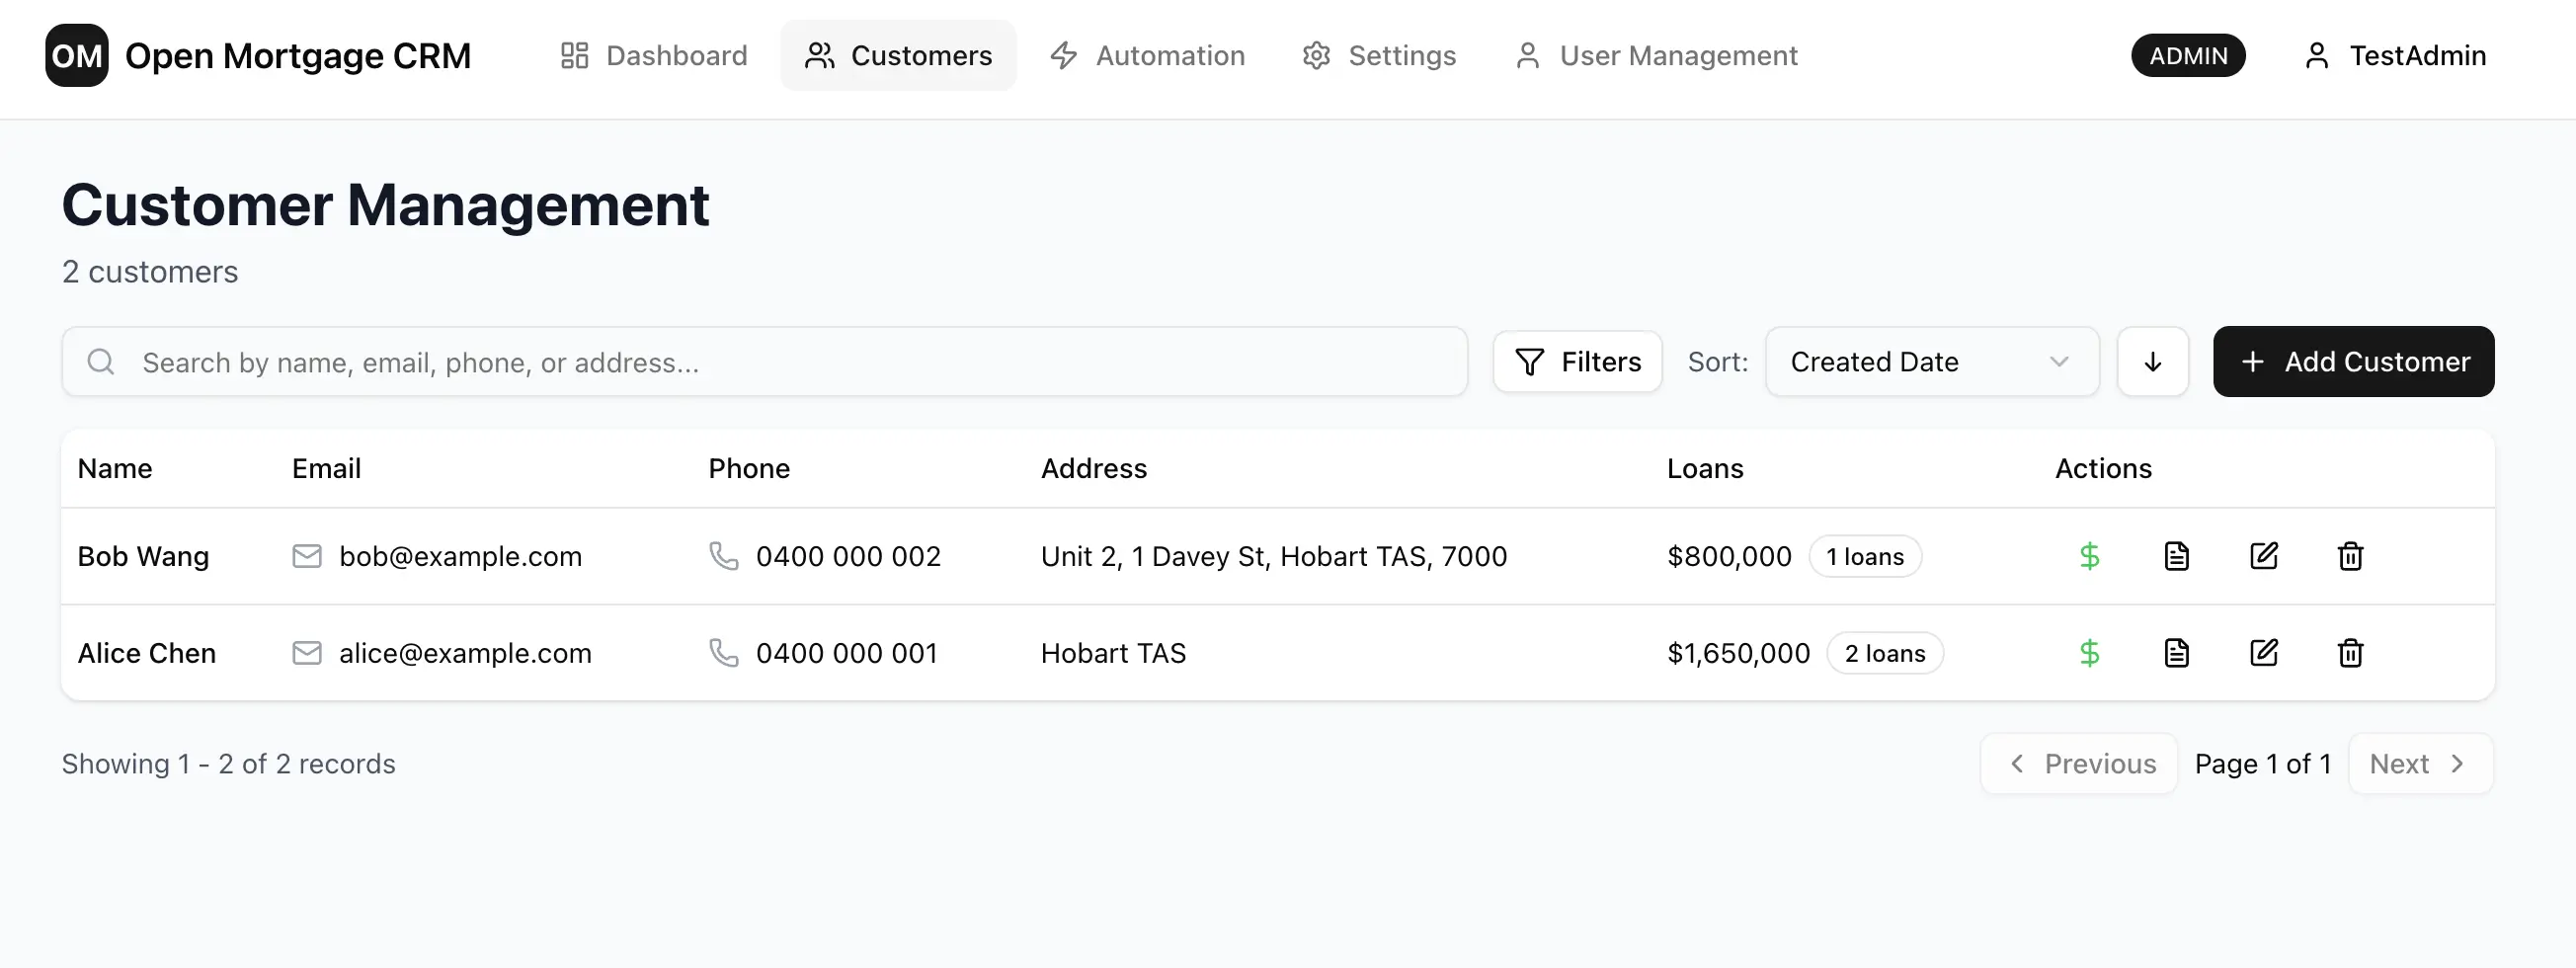 OM Open Mortgage CRM Dashboard Customers Automation Settings User Management ADMIN TestAdmin
Customer Management
2 customers
Search by name, email, phone, or address... Filters Sort: Created Date Add Customer
Name Email Phone Address Loans Actions
Bob Wang bob@example.com 0400 000 002 Unit 2, 1 Davey St, Hobart TAS, 7000 $800,000 1 loans
Alice Chen alice@example.com 0400 000 001 Hobart TAS $1,650,000 2 loans
Showing 1 - 2 of 2 records Previous Page 1 of 1 Next